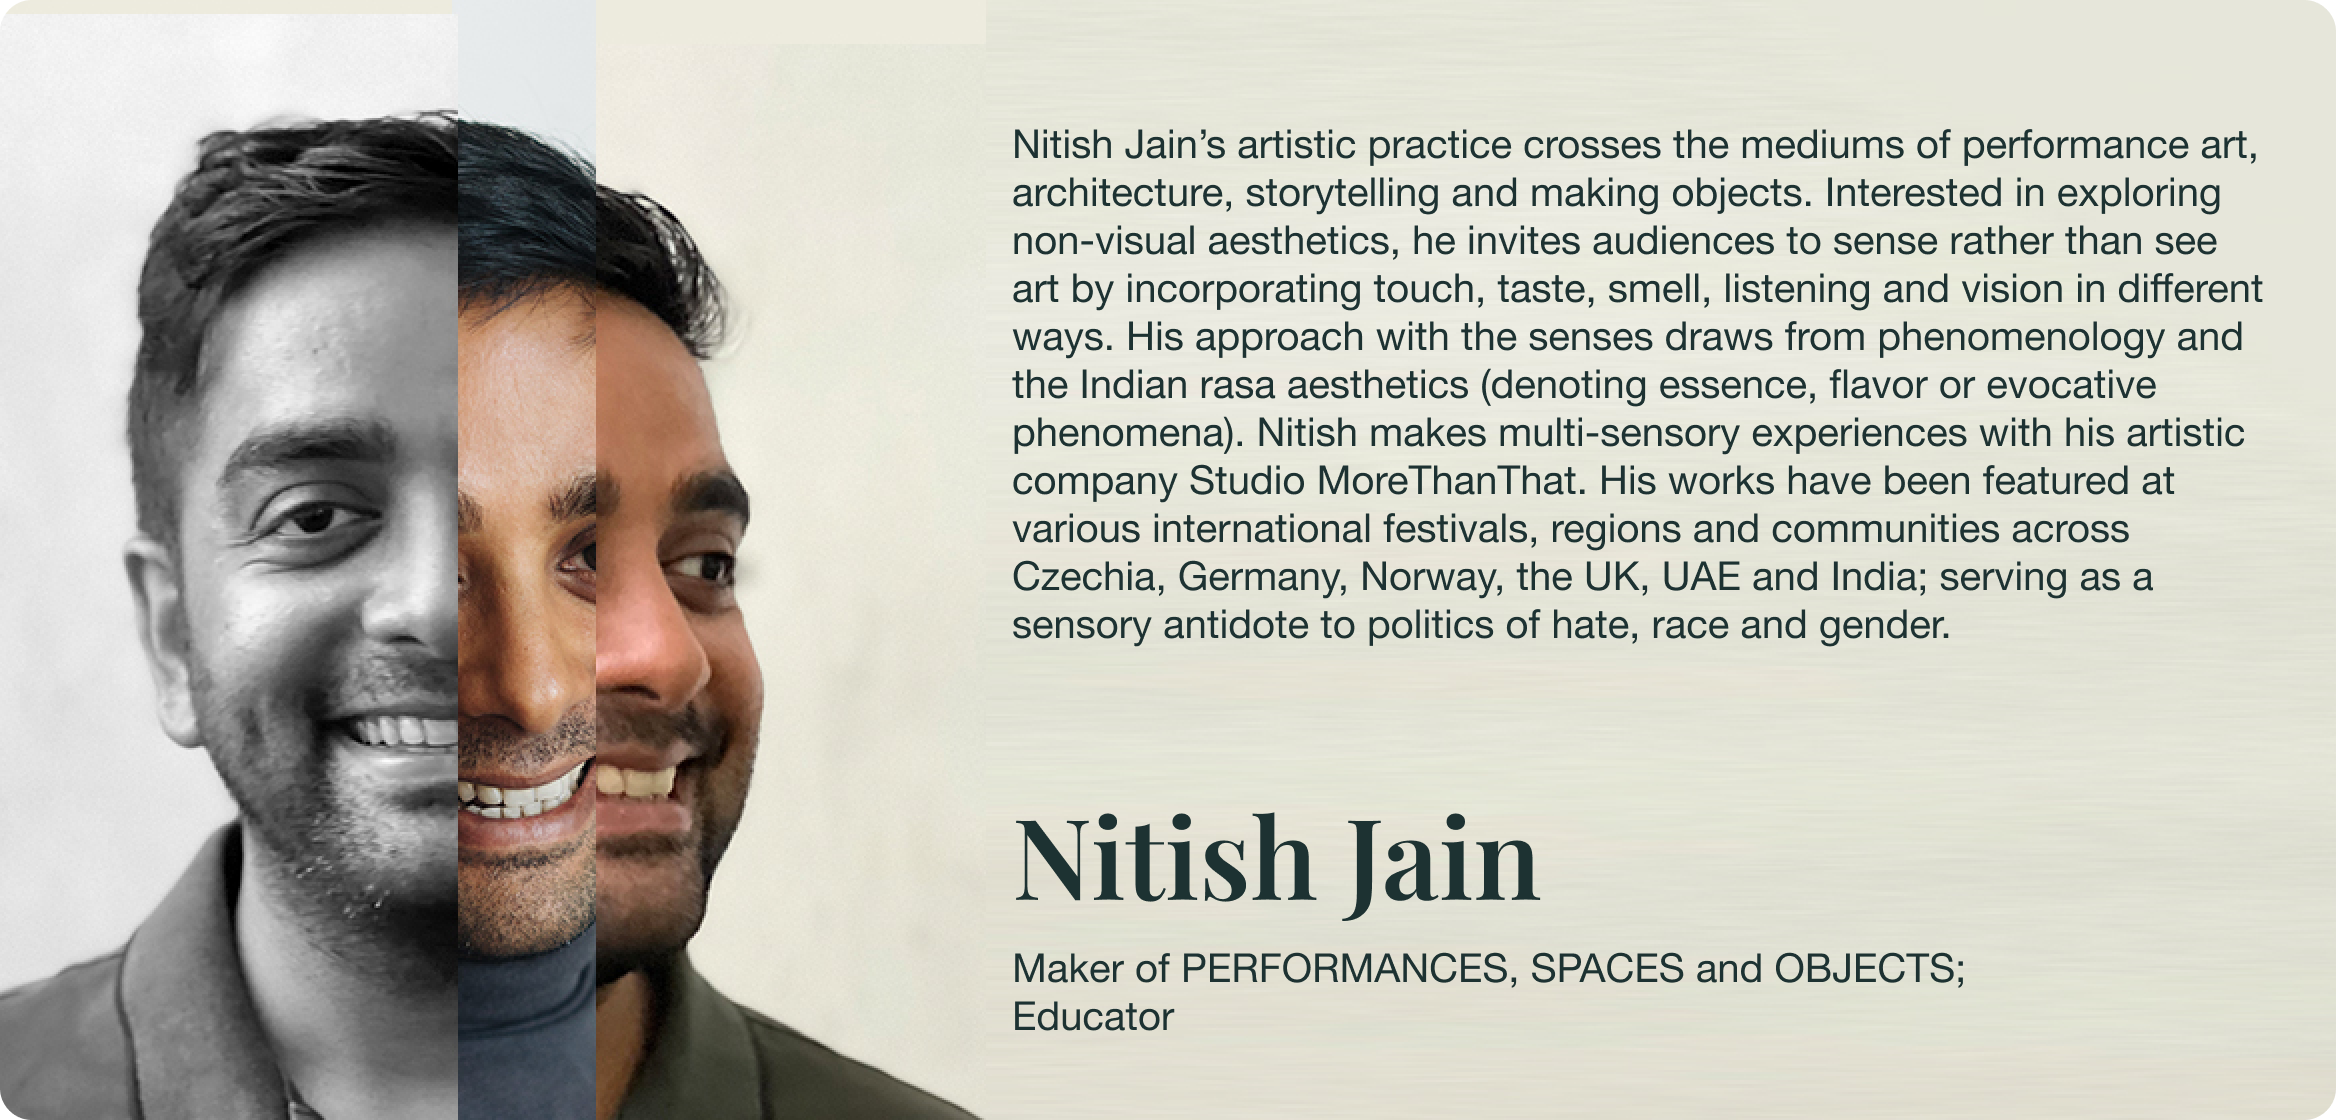 Nitish Jain’s artistic practice crosses the mediums of performance art,
architecture, storytelling and making objects. Interested in exploring
non-visual aesthetics, he invites audiences to sense rather than see
art by incorporating touch, taste, smell, listening and vision in different
ways. His approach with the senses draws from phenomenology and
the Indian rasa aesthetics (denoting essence, flavor or evocative
phenomena). Nitish makes multi-sensory experiences with his artistic
company Studio MoreThanThat. His works have been featured at
various international festivals, regions and communities across
Czechia, Germany, Norway, the UK, UAE and India; serving as a
sensory antidote to politics of hate, race and gender.
Nitish Jain
Maker of PERFORMANCES, SPACES and OBJECTS;
Educator